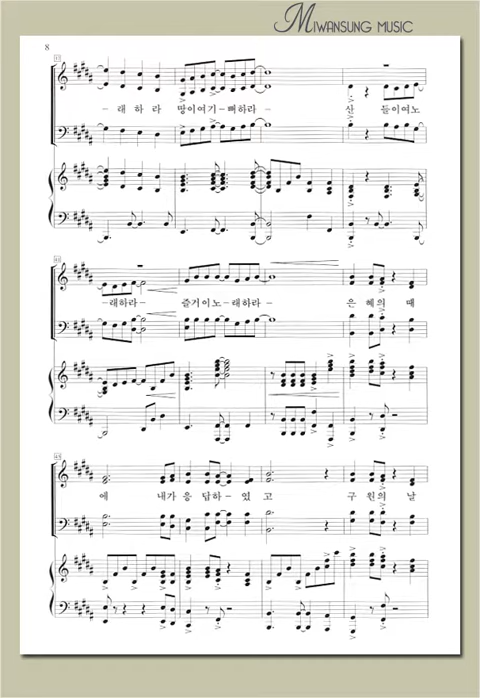 MIWANSUNG MUSIC
8
- 래 하 라 땅이여기 - 뻐하라 - 산 들이여노
- 래하라 - 즐거이노 - 래하라 - 은 혜의 때
에 내가 응 답하 - 였 고 구 원의 날